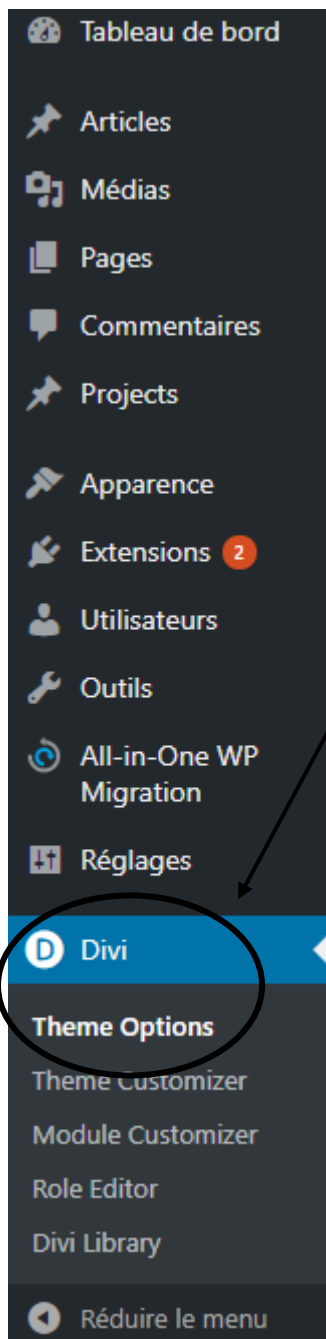 Tableau de bord
Articles
Médias
Pages
Commentaires
Projects
Apparence
Extensions 2
Utilisateurs
Outils
All-in-One WP
Migration
Réglages
D Divi
Theme Options
Theme Customizer
Module Customizer
Role Editor
Divi Library
Réduire le menu